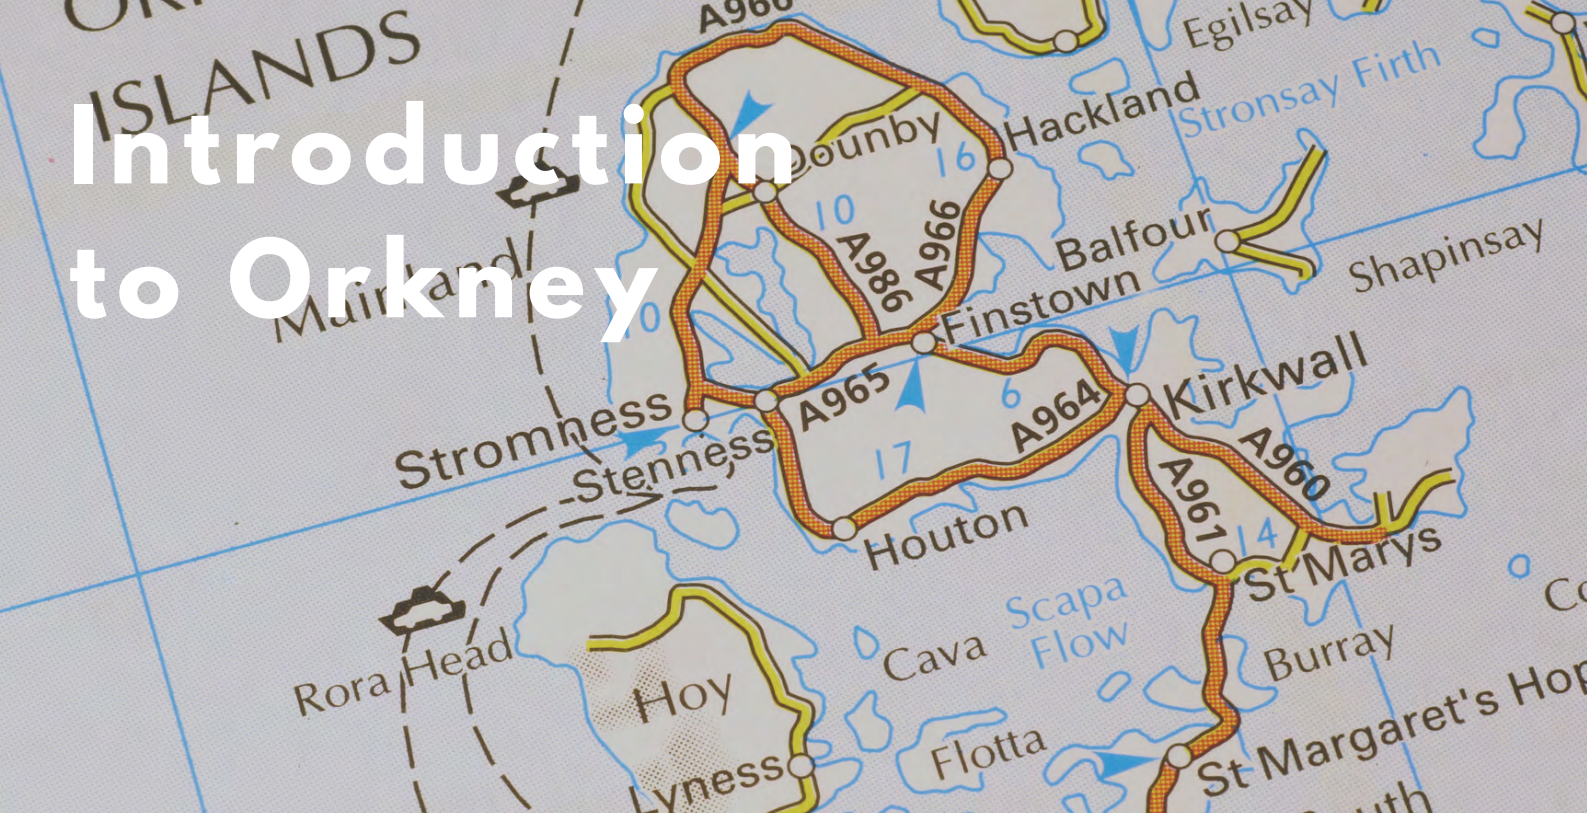 ISLANDS
A966
Egilsay
Stronsay Firth
Introduction
to Orkney
Dounby
Hackland
16
10
A986
A966
Balfour
Shapinsay
Mainland
Finstown
Kirkwall
Stromness
A965
6
A964
Stenness
17
A960
A961
14
Houton
St Marys
Scapa
Flow
Cava
Burray
Rora Head
Hoy
Flotta
St Margaret's Hop
Lyness